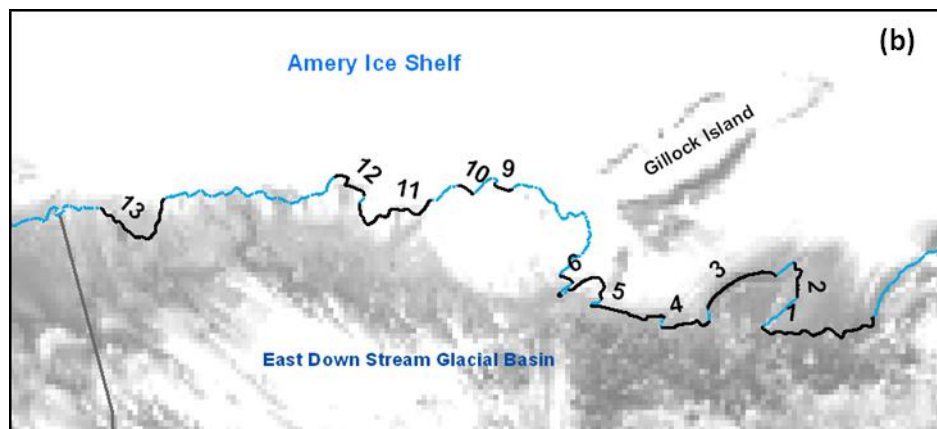 (b)
Amery Ice Shelf
Gillock Island
12
10
9
11
13
6
5
3
4
2
1
East Down Stream Glacial Basin